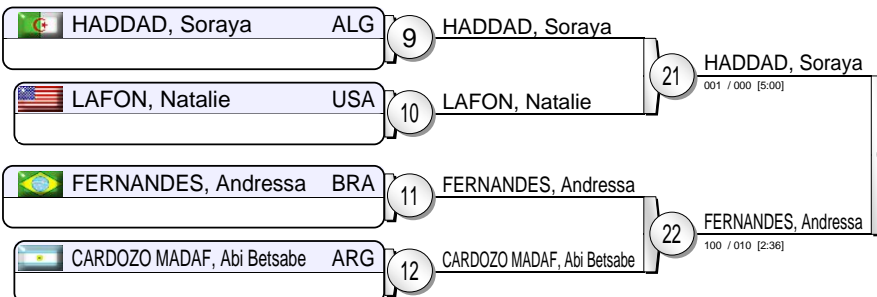 HADDAD, Soraya ALG
9
HADDAD, Soraya
LAFON, Natalie USA
10
LAFON, Natalie
21
HADDAD, Soraya
001 / 000 [5:00]
FERNANDES, Andressa BRA
11
FERNANDES, Andressa
CARDOZO MADAF, Abi Betsabe ARG
12
CARDOZO MADAF, Abi Betsabe
22
FERNANDES, Andressa
100 / 010 [2:36]